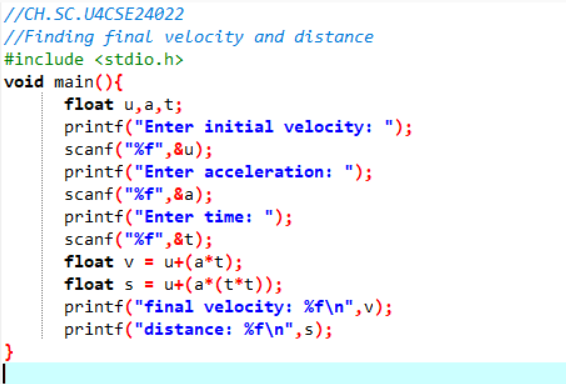 //CH.SC.U4CSE24022
//Finding final velocity and distance
#include <stdio.h>
void main(){
float u,a,t;
printf("Enter initial velocity: ");
scanf("%f",&u);
printf("Enter acceleration: ");
scanf("%f",&a);
printf("Enter time: ");
scanf("%f",&t);
float v = u+(a*t);
float s = u+(a*(t*t));
printf("final velocity: %f\n",v);
printf("distance: %f\n",s);
}